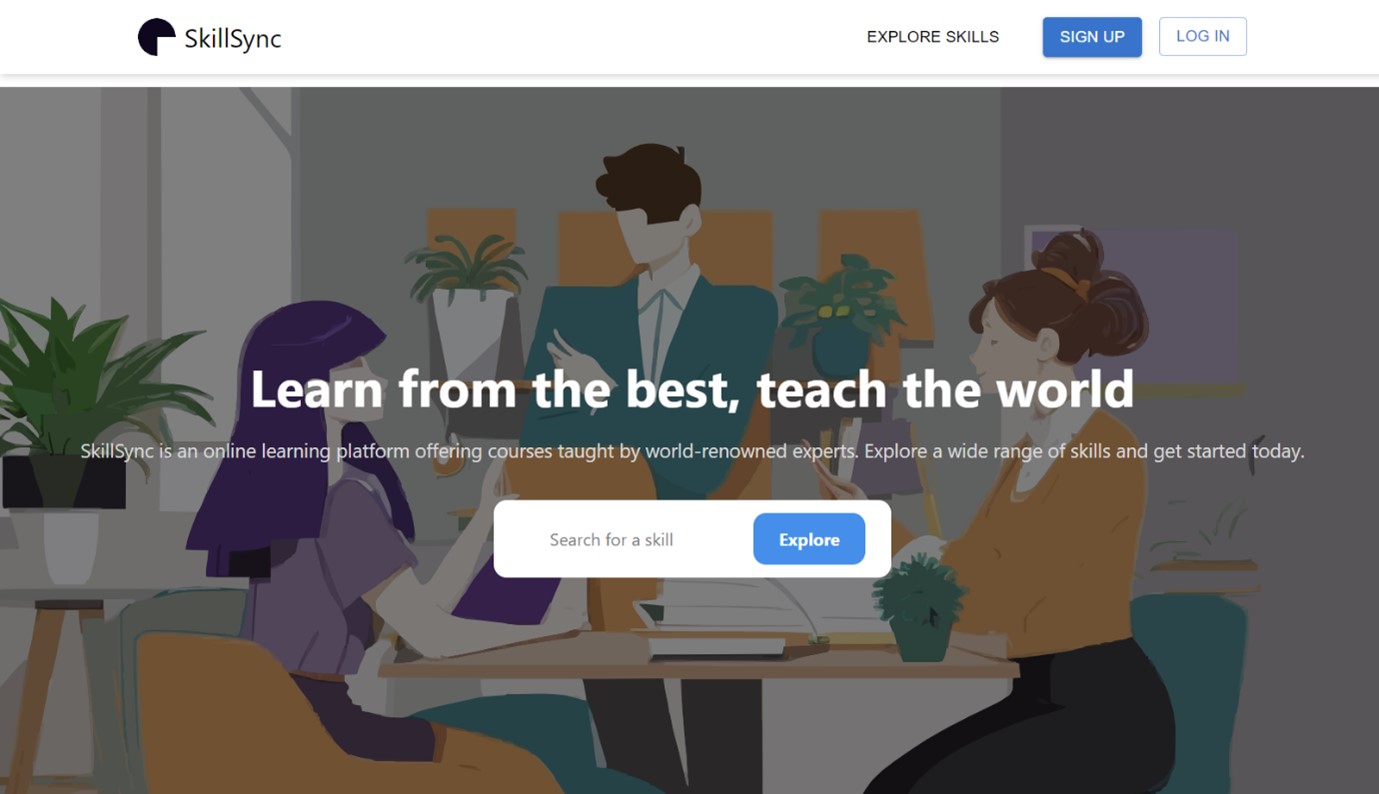 SkillSync
EXPLORE SKILLS
SIGN UP
LOG IN
Learn from the best, teach the world
SkillSync is an online learning platform offering courses taught by world-renowned experts. Explore a wide range of skills and get started today.
Search for a skill
Explore